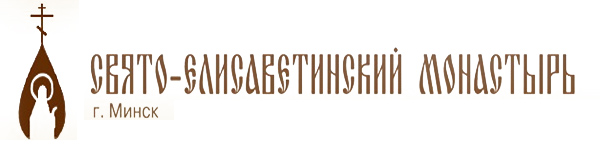 СВЯТО-ЕЛИСАВЕТИНСКИЙ МОНАСТЫРЬ
г. Минск